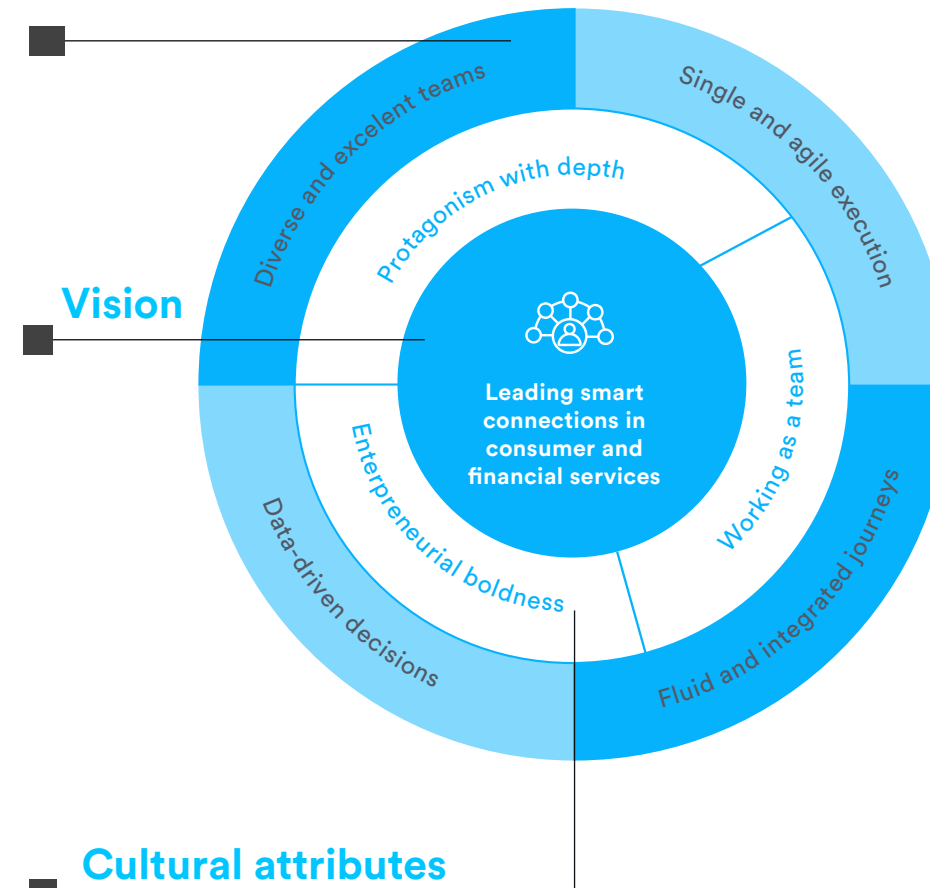 Diverse and excelent teams
Single and agile execution
Protagonism with depth
Vision
Leading smart
connections in
consumer and
financial services
Working as a team
Enterpreneurial boldness
Data-driven decisions
Fluid and integrated journeys
Cultural attributes